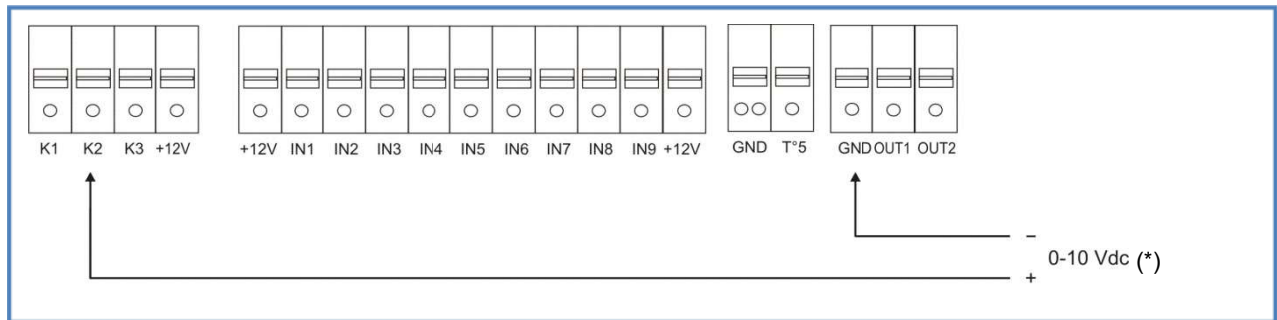 K1 K2 K3 +12V +12V IN1 IN2 IN3 IN4 IN5 IN6 IN7 IN8 IN9 +12V GND T°5 GND OUT1 OUT2
−
0-10 Vdc (*)
+